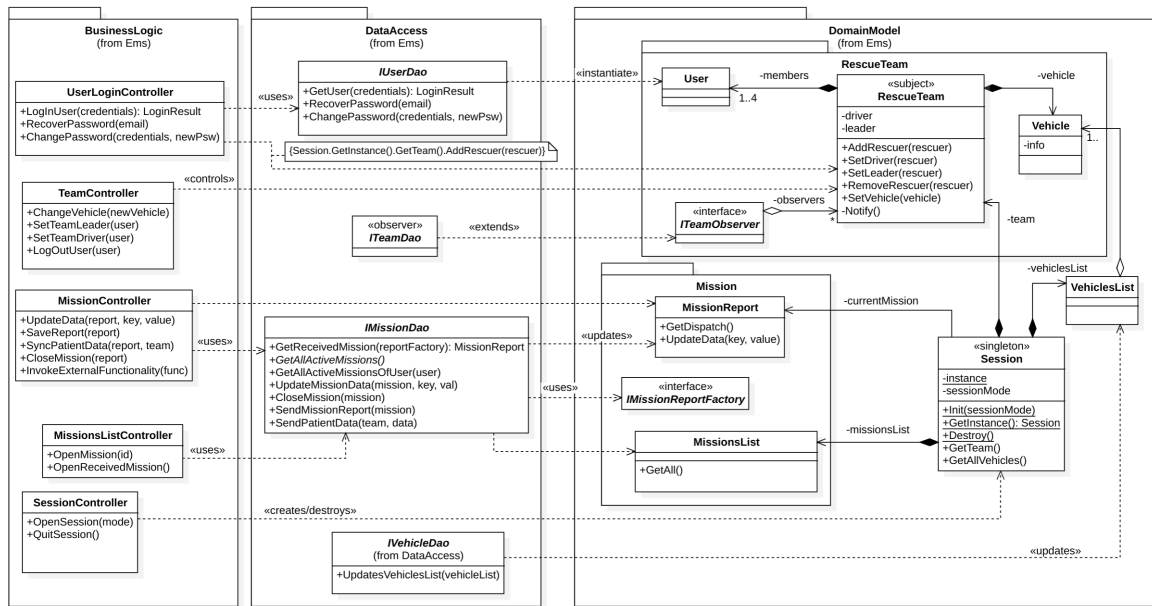 BusinessLogic
(from Ems)
UserLoginController
+LogInUser(credentials): LoginResult
+RecoverPassword(email)
+ChangePassword(credentials, newPsw)
TeamController
+ChangeVehicle(newVehicle)
+SetTeamLeader(user)
+SetTeamDriver(user)
+LogOutUser(user)
MissionController
+UpdateData(report, key, value)
+SaveReport(report)
+SyncPatientData(report, team)
+CloseMission(report)
+InvokeExternalFunctionality(func)
MissionsListController
+OpenMission(id)
+OpenReceivedMission()
SessionController
+OpenSession(mode)
+QuitSession()
«uses»
«controls»
«uses»
«uses»
«creates/destroys»
DataAccess
(from Ems)
IUserDao
+GetUser(credentials): LoginResult
+RecoverPassword(email)
+ChangePassword(credentials, newPsw)
{Session.GetInstance().GetTeam().AddRescuer(rescuer)}
«observer»
ITeamDao
IMissionDao
+GetReceivedMission(reportFactory): MissionReport
+GetAllActiveMissions()
+GetAllActiveMissionsOfUser(user)
+UpdateMissionData(mission, key, val)
+CloseMission(mission)
+SendMissionReport(mission)
+SendPatientData(team, data)
IVehicleDao
(from DataAccess)
+UpdatesVehiclesList(vehicleList)
«instantiate»
«extends»
«updates»
«uses»
«updates»
DomainModel
(from Ems)
RescueTeam
User
-members
1..4
«subject»
RescueTeam
-driver
-leader
+AddRescuer(rescuer)
+SetDriver(rescuer)
+SetLeader(rescuer)
+RemoveRescuer(rescuer)
+SetVehicle(vehicle)
-Notify()
-vehicle
Vehicle
-info
1..
«interface»
ITeamObserver
-observers
*
-team
Mission
MissionReport
+GetDispatch()
+UpdateData(key, value)
«interface»
IMissionReportFactory
MissionsList
+GetAll()
-currentMission
-missionsList
-vehiclesList
VehiclesList
«singleton»
Session
-instance
-sessionMode
+Init(sessionMode)
+GetInstance(): Session
+Destroy()
+GetTeam()
+GetAllVehicles()